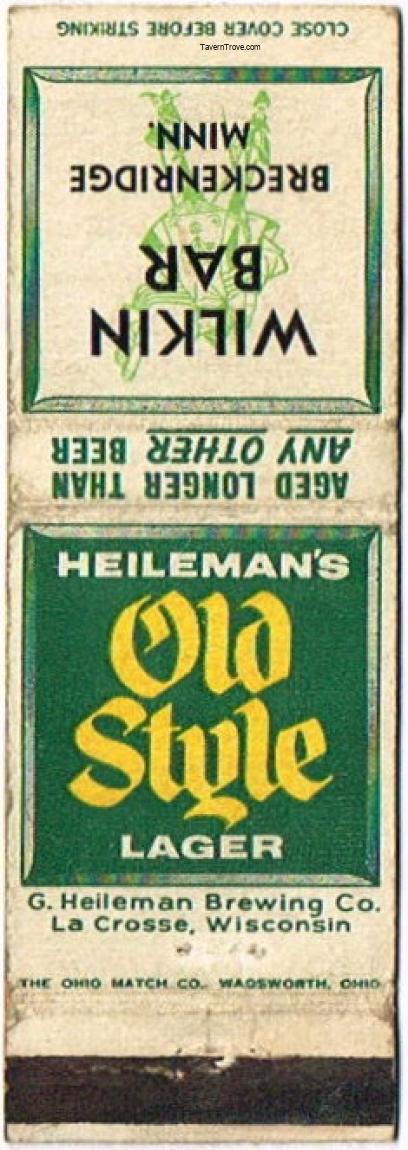 CLOSE COVER BEFORE STRIKING
TavernTrove.com
WILKIN
BAR
BRECKENRIDGE
MINN.
AGED LONGER THAN
ANY OTHER BEER
HEILEMAN'S
Old
Style
LAGER
G. Heileman Brewing Co.
La Crosse, Wisconsin
THE OHIO MATCH CO., WADSWORTH, OHIO